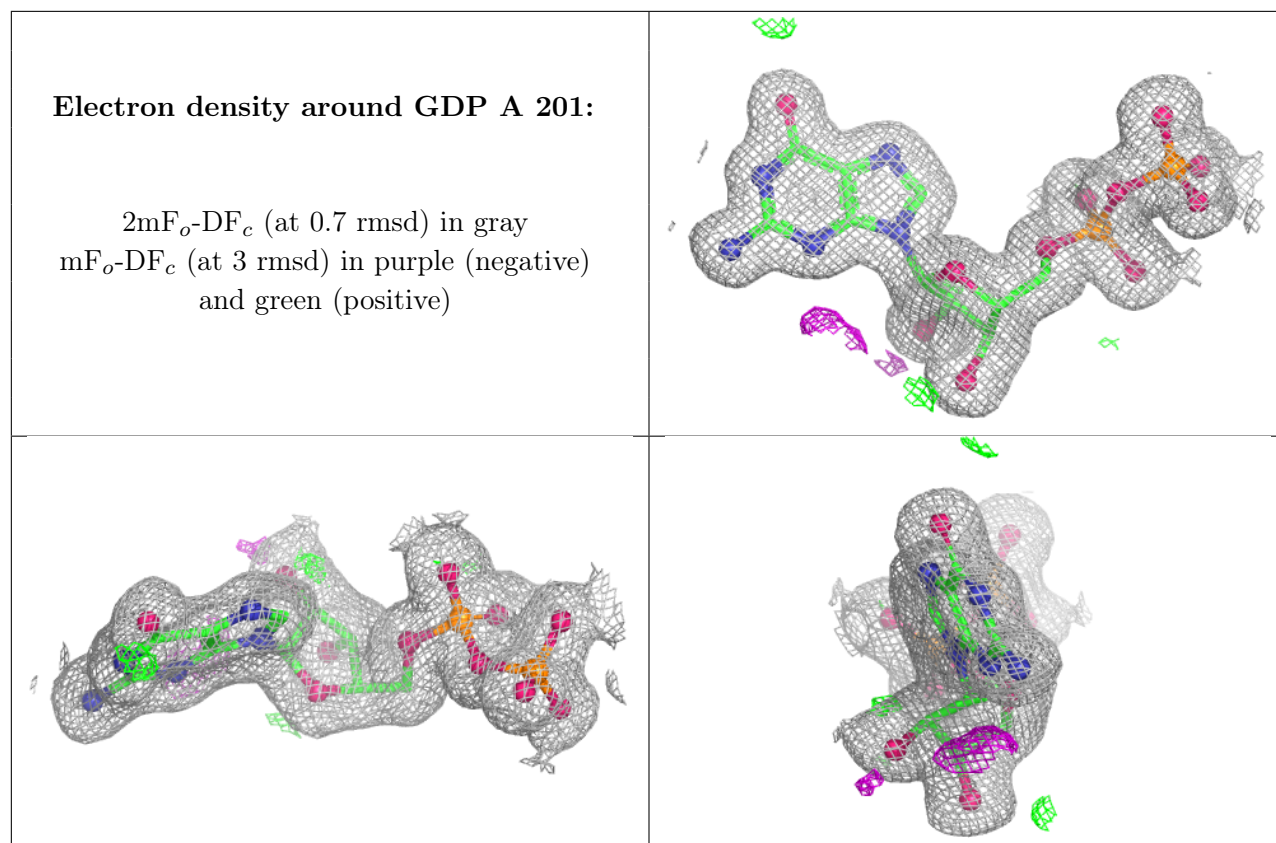 Electron density around GDP A 201:
2mFo-DFc (at 0.7 rmsd) in gray
mFo-DFc (at 3 rmsd) in purple (negative)
and green (positive)